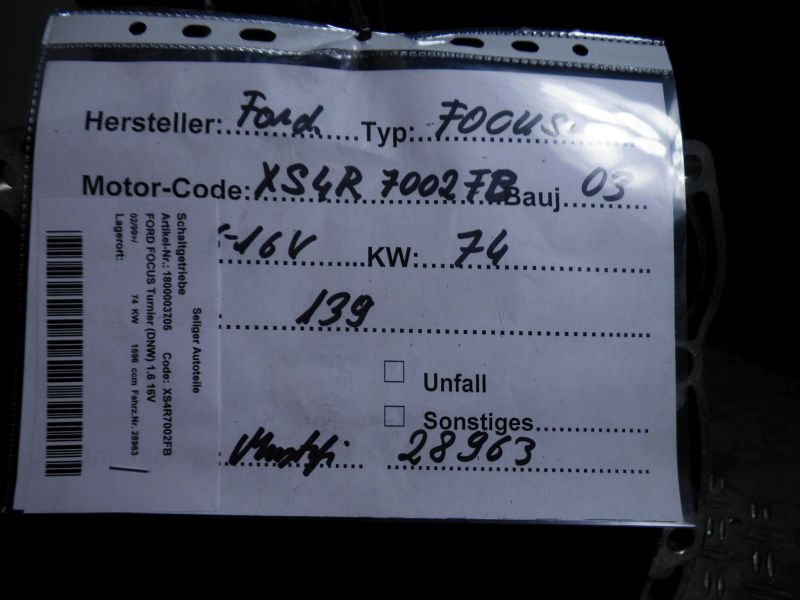 Hersteller: Ford Typ: FOCUS
Motor-Code: XS4R 7002FB Bauj. 03
-16V KW: 74
139
Unfall
Sonstiges
28963
Seliger Autoteile
Schaltgetriebe
Artikel-Nr.: 1800003705 Code: XS4R7002FB
FORD FOCUS Turnier (DNW) 1.6 16V
02/99>/ 74 KW 1596 ccm Fahrz.Nr. 28963
Lagerort: